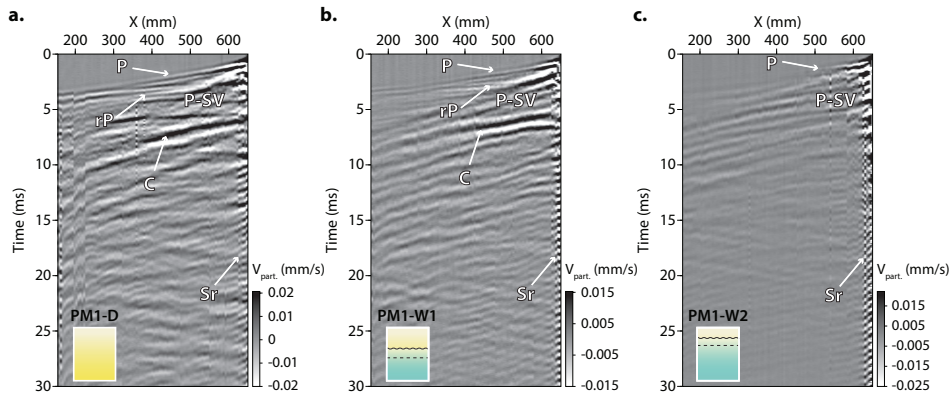 a.
X (mm)
200 300 400 500 600
0
5
10
15
20
25
30
Time (ms)
P
rP
P-SV
C
Sr
PM1-D
V part. (mm/s)
0.02
0.01
0
-0.01
-0.02
b.
X (mm)
200 300 400 500 600
0
5
10
15
20
25
30
Time (ms)
P
rP
P-SV
C
Sr
PM1-W1
V part. (mm/s)
0.015
0.005
-0.005
-0.015
c.
X (mm)
200 300 400 500 600
0
5
10
15
20
25
30
Time (ms)
P
P-SV
Sr
PM1-W2
V part. (mm/s)
0.015
0.005
-0.005
-0.015
-0.025